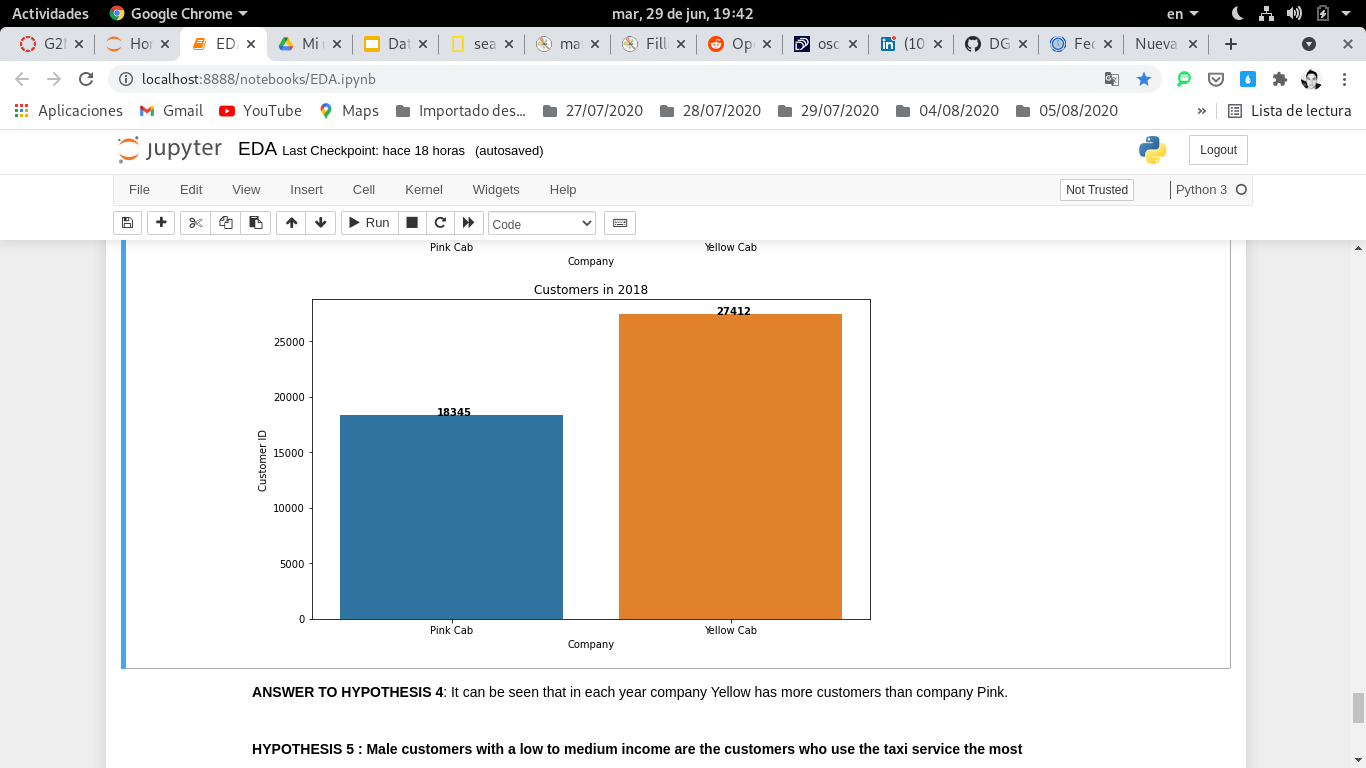 Actividades Google Chrome mar, 29 de jun, 19:42 en
G2 Ho ED Mi Dat sea ma Fill Op osc (10 DG Fec Nueva
localhost:8888/notebooks/EDA.ipynb
Aplicaciones Gmail YouTube Maps Importado des... 27/07/2020 28/07/2020 29/07/2020 04/08/2020 05/08/2020 » Lista de lectura
jupyter EDA Last Checkpoint: hace 18 horas (autosaved) Logout
File Edit View Insert Cell Kernel Widgets Help Not Trusted Python 3
Run Code
Pink Cab Yellow Cab
Company
Customers in 2018
27412
25000
20000
18345
15000
Customer ID
10000
5000
0
Pink Cab Yellow Cab
Company
ANSWER TO HYPOTHESIS 4: It can be seen that in each year company Yellow has more customers than company Pink.
HYPOTHESIS 5 : Male customers with a low to medium income are the customers who use the taxi service the most